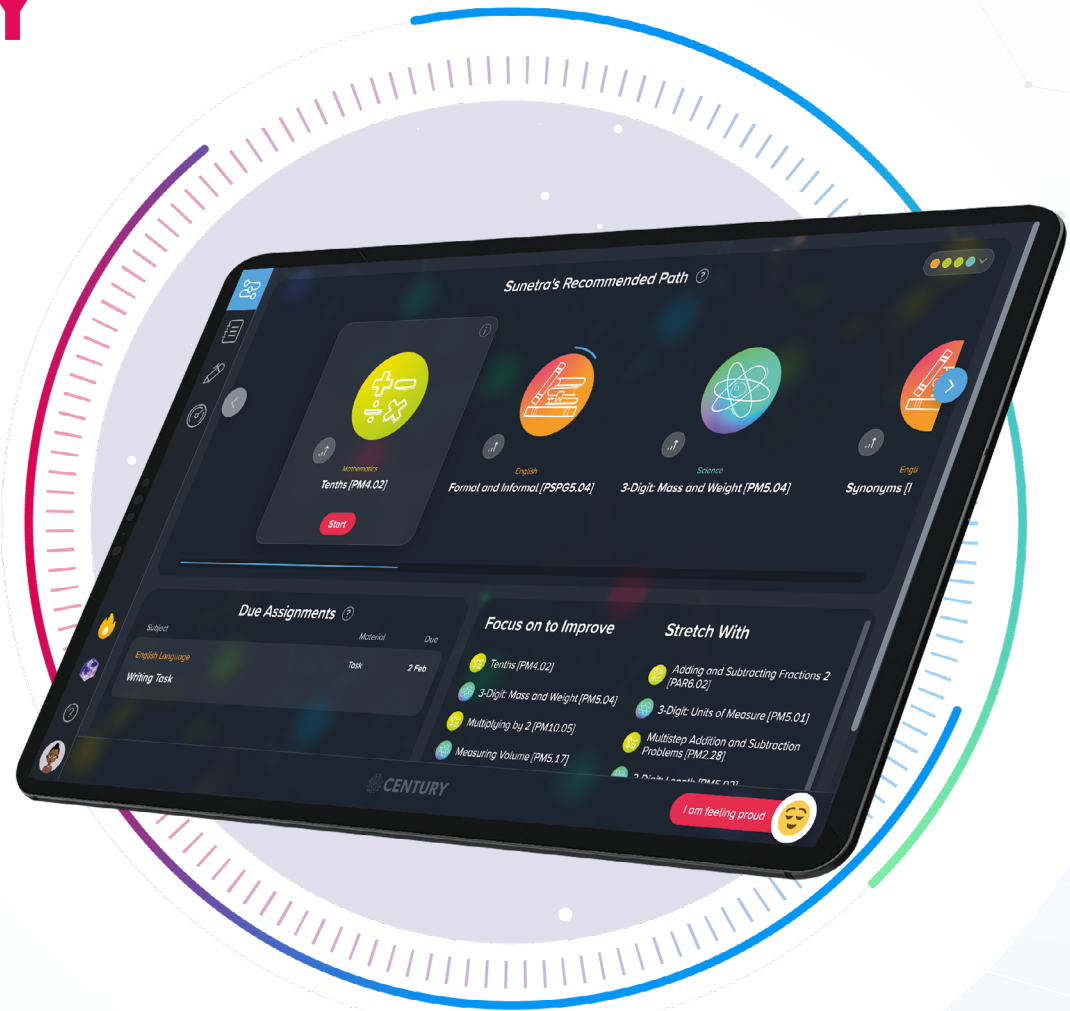 Y
Sunetra's Recommended Path ?
Mathematics
Tenths [PM4.02]
Start
English
Formal and Informal [PSPG5.04]
Science
3-Digit: Mass and Weight [PM5.04]
Engli
Synonyms [
Due Assignments ?
Subject Material Due
English Language Task 2 Feb
Writing Task
Focus on to Improve
Tenths [PM4.02]
3-Digit: Mass and Weight [PM5.04]
Multiplying by 2 [PM10.05]
Measuring Volume [PM5.17]
Stretch With
Adding and Subtracting Fractions 2
[PAR6.02]
3-Digit: Units of Measure [PM5.01]
Multistep Addition and Subtraction
Problems [PM2.28]
?
CENTURY
I am feeling proud